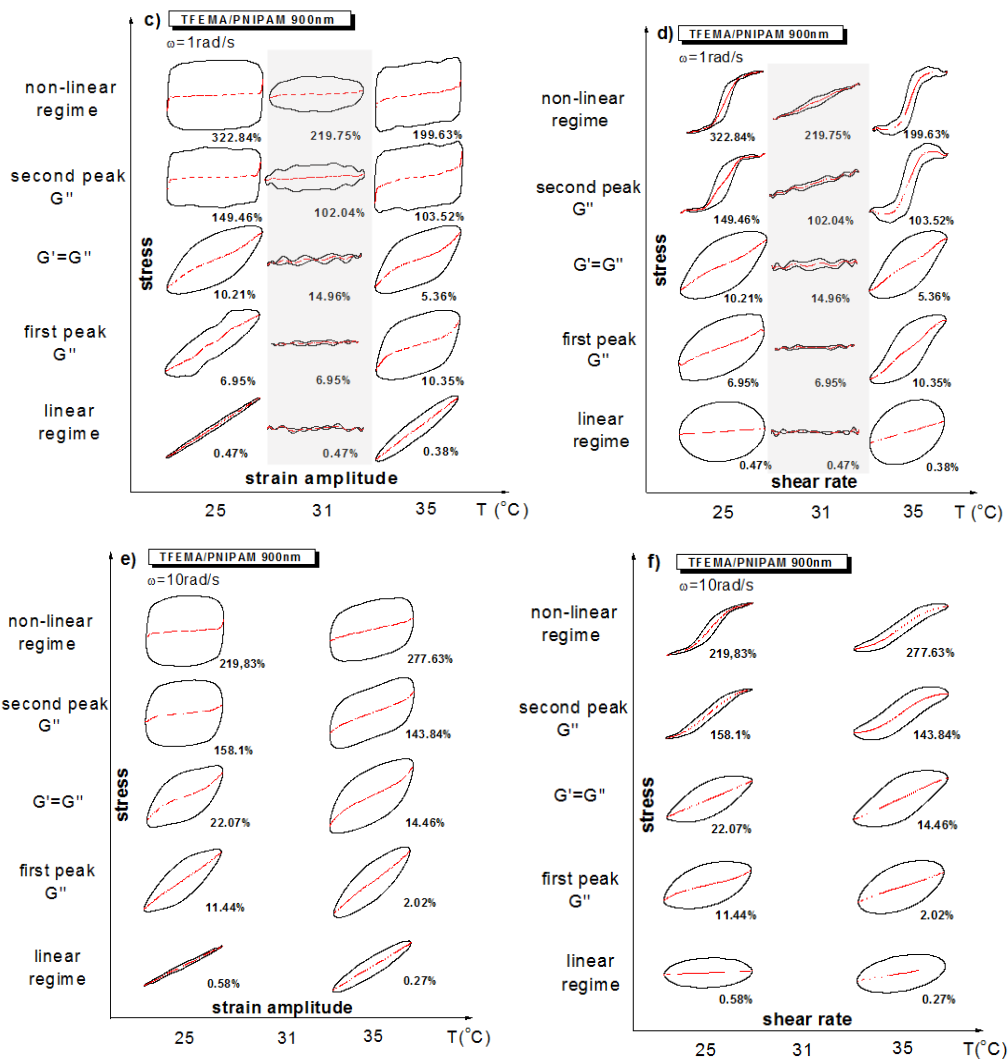 c) TFEMA/PNIPAM 900nm
ω=1rad/s
non-linear
regime
322.84% 219.75% 199.63%
second peak
G''
149.46% 102.04% 103.52%
G'=G''
10.21% 14.96% 5.36%
first peak
G''
6.95% 6.95% 10.35%
linear
regime
0.47% 0.47% 0.38%
stress
strain amplitude
25 31 35 T (°C)
d) TFEMA/PNIPAM 900nm
ω=1rad/s
non-linear
regime
322.84% 219.75% 199.63%
second peak
G''
149.46% 102.04% 103.52%
G'=G''
10.21% 14.96% 5.36%
first peak
G''
6.95% 6.95% 10.35%
linear
regime
0.47% 0.47% 0.38%
stress
shear rate
25 31 35 T (°C)
e) TFEMA/PNIPAM 900nm
ω=10rad/s
non-linear
regime
219,83% 277.63%
second peak
G''
158.1% 143.84%
G'=G''
22.07% 14.46%
first peak
G''
11.44% 2.02%
linear
regime
0.58% 0.27%
stress
strain amplitude
25 31 35 T(°C)
f) TFEMA/PNIPAM 900nm
ω=10rad/s
non-linear
regime
219,83% 277.63%
second peak
G''
158.1% 143.84%
G'=G''
22.07% 14.46%
first peak
G''
11.44% 2.02%
linear
regime
0.58% 0.27%
stress
shear rate
25 31 35 T(°C)